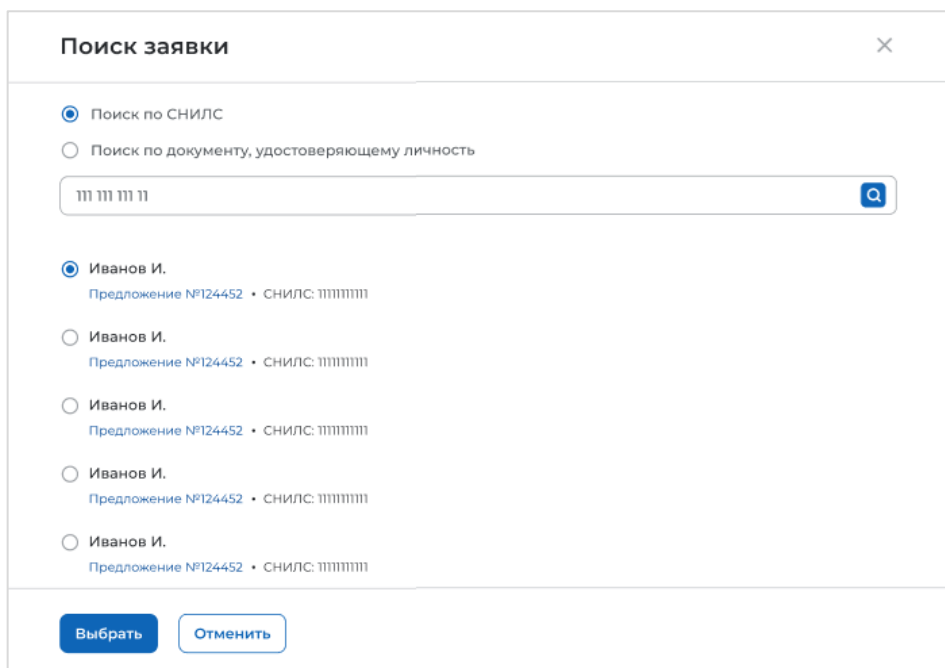 Поиск заявки
Поиск по СНИЛС
Поиск по документу, удостоверяющему личность
111 111 111 11
Иванов И.
Предложение №124452 • СНИЛС: 11111111111
Иванов И.
Предложение №124452 • СНИЛС: 11111111111
Иванов И.
Предложение №124452 • СНИЛС: 11111111111
Иванов И.
Предложение №124452 • СНИЛС: 11111111111
Иванов И.
Предложение №124452 • СНИЛС: 11111111111
Выбрать Отменить